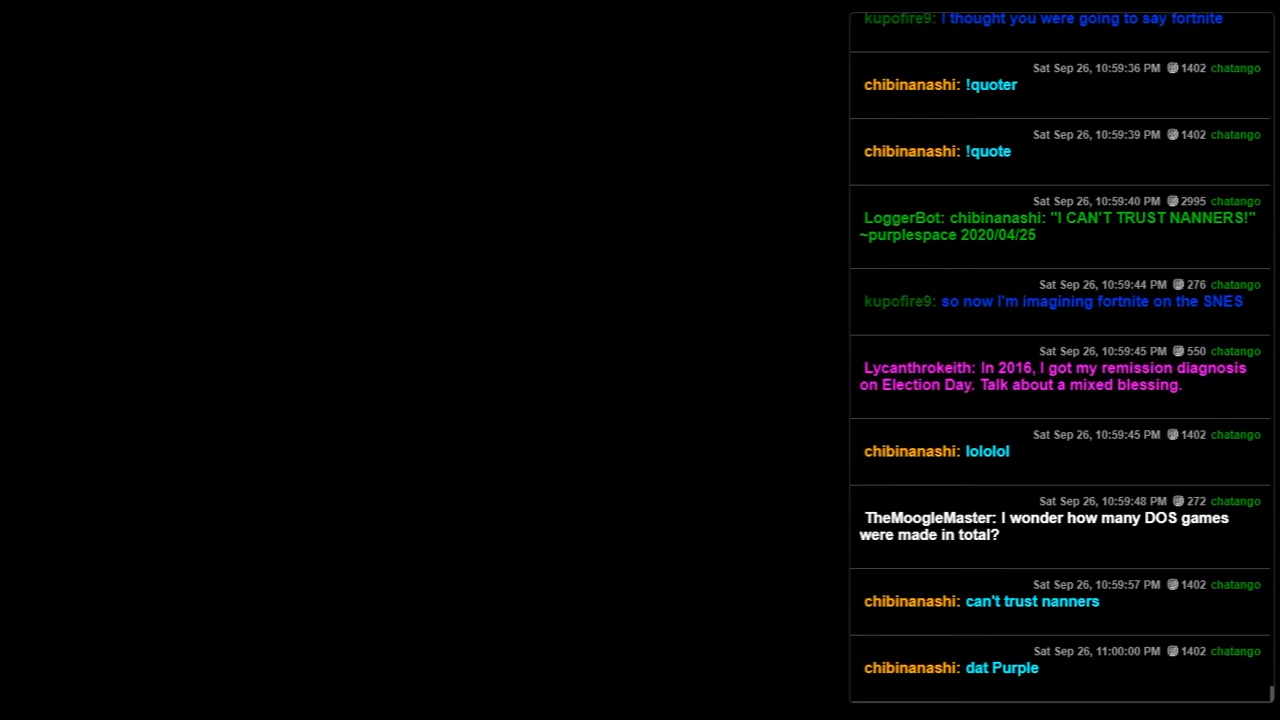 kupofire9: I thought you were going to say fortnite
Sat Sep 26, 10:59:36 PM 1402 chatango
chibinanashi: !quoter
Sat Sep 26, 10:59:39 PM 1402 chatango
chibinanashi: !quote
Sat Sep 26, 10:59:40 PM 2995 chatango
LoggerBot: chibinanashi: "I CAN'T TRUST NANNERS!"
~purplespace 2020/04/25
Sat Sep 26, 10:59:44 PM 276 chatango
kupofire9: so now I'm imagining fortnite on the SNES
Sat Sep 26, 10:59:45 PM 550 chatango
Lycanthrokeith: In 2016, I got my remission diagnosis
on Election Day. Talk about a mixed blessing.
Sat Sep 26, 10:59:45 PM 1402 chatango
chibinanashi: lololol
Sat Sep 26, 10:59:48 PM 272 chatango
TheMoogleMaster: I wonder how many DOS games
were made in total?
Sat Sep 26, 10:59:57 PM 1402 chatango
chibinanashi: can't trust nanners
Sat Sep 26, 11:00:00 PM 1402 chatango
chibinanashi: dat Purple